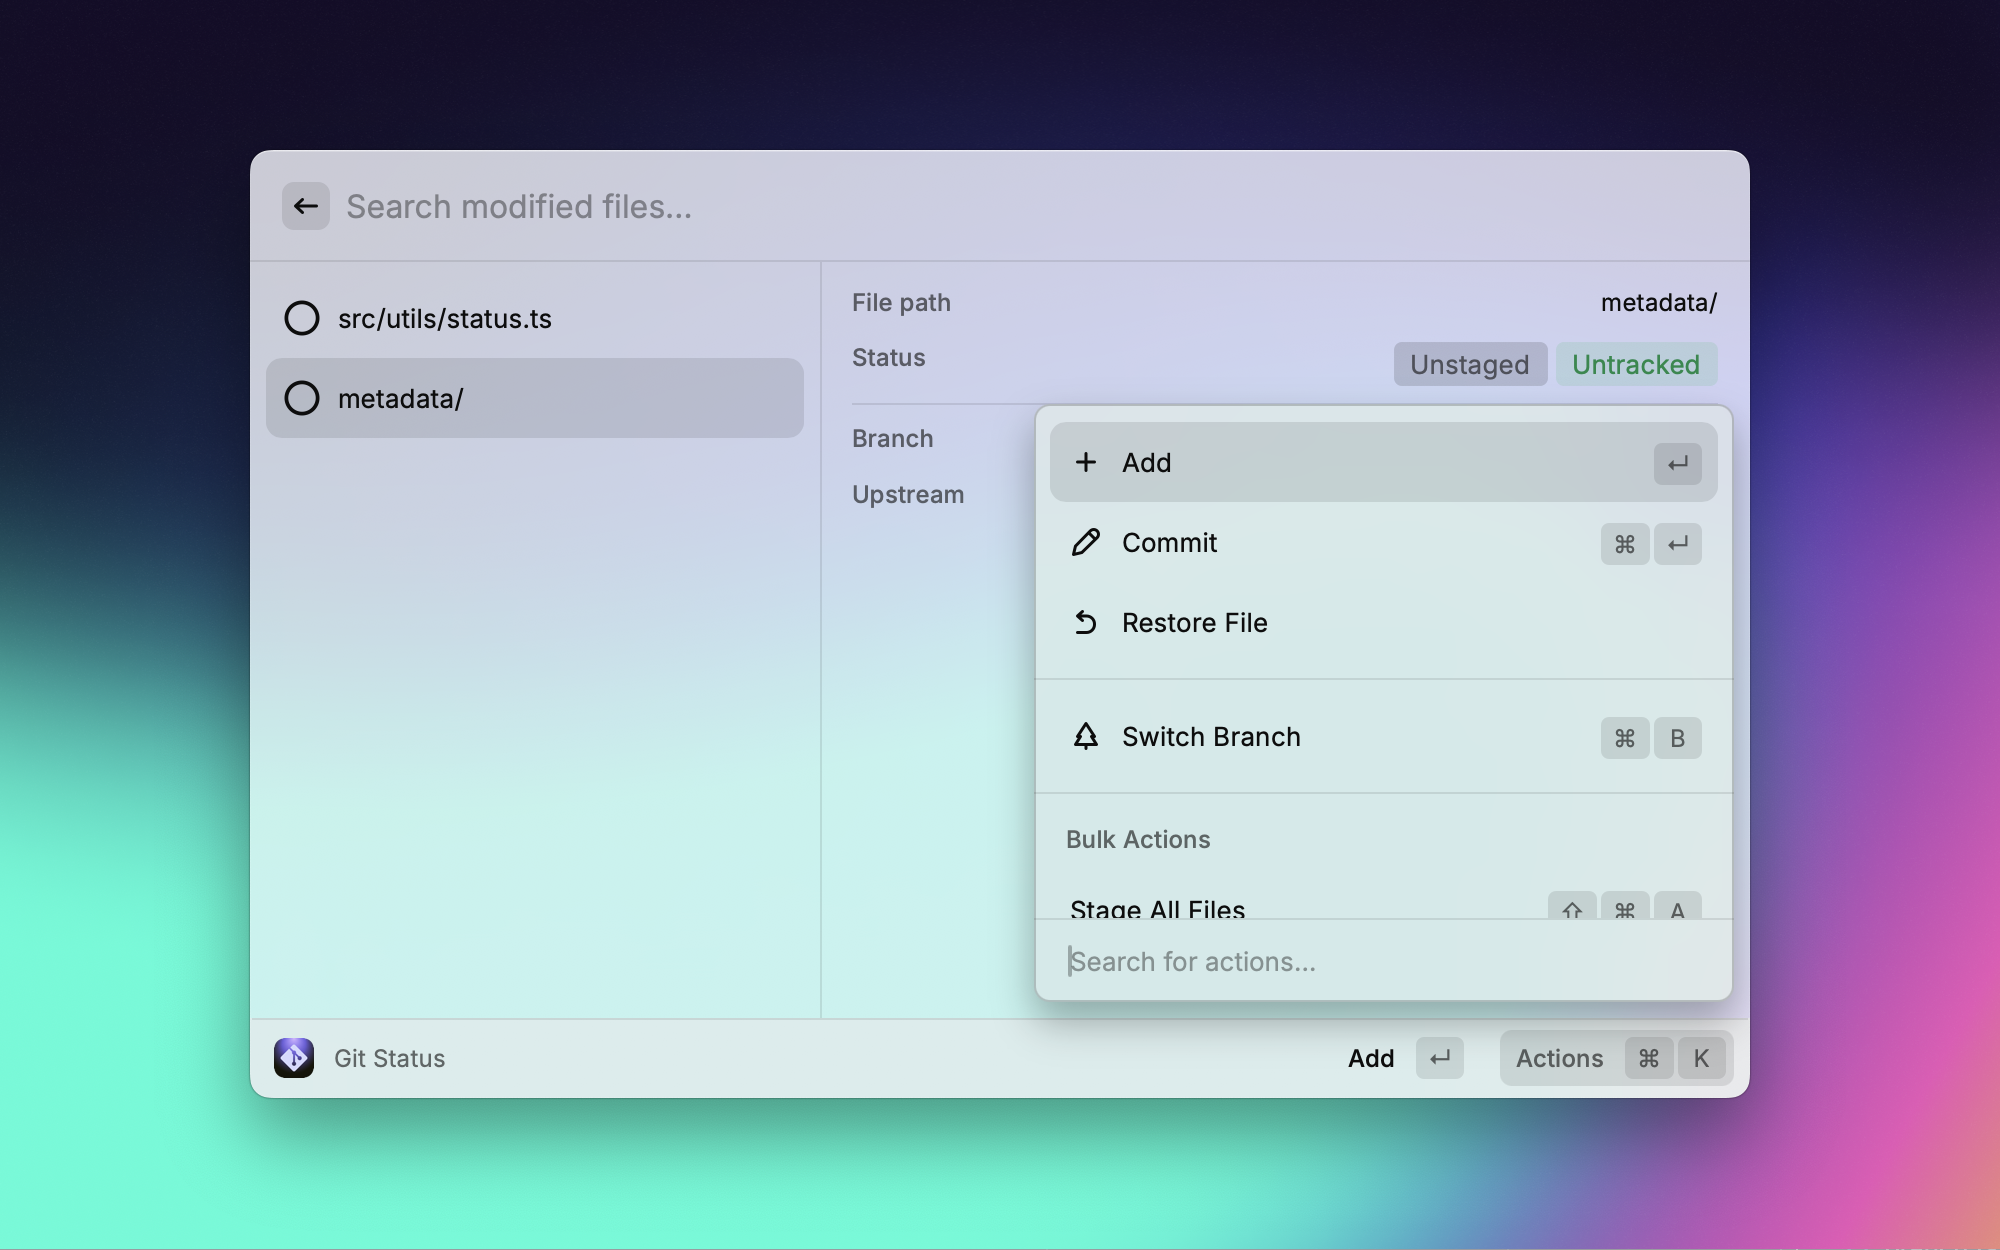 Search modified files...
src/utils/status.ts
metadata/
File path
metadata/
Status
Unstaged
Untracked
Branch
Upstream
Add
Commit
⌘
Restore File
Switch Branch
⌘ B
Bulk Actions
Stage All Files
⇧ ⌘ A
Search for actions...
Git Status
Add
Actions ⌘ K